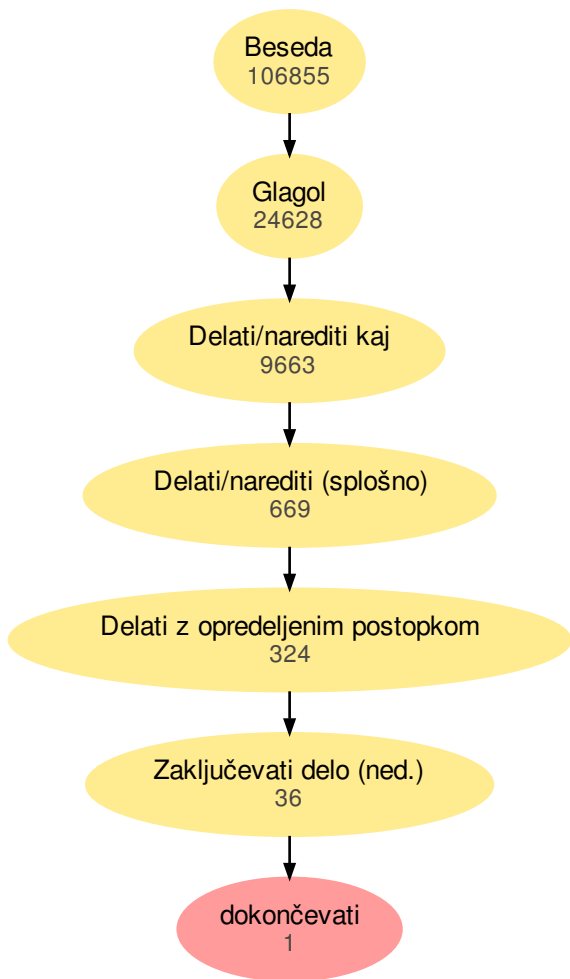 Beseda
106855
Glagol
24628
Delati/narediti kaj
9663
Delati/narediti (splošno)
669
Delati z opredeljenim postopkom
324
Zaključevati delo (ned.)
36
dokončevati
1